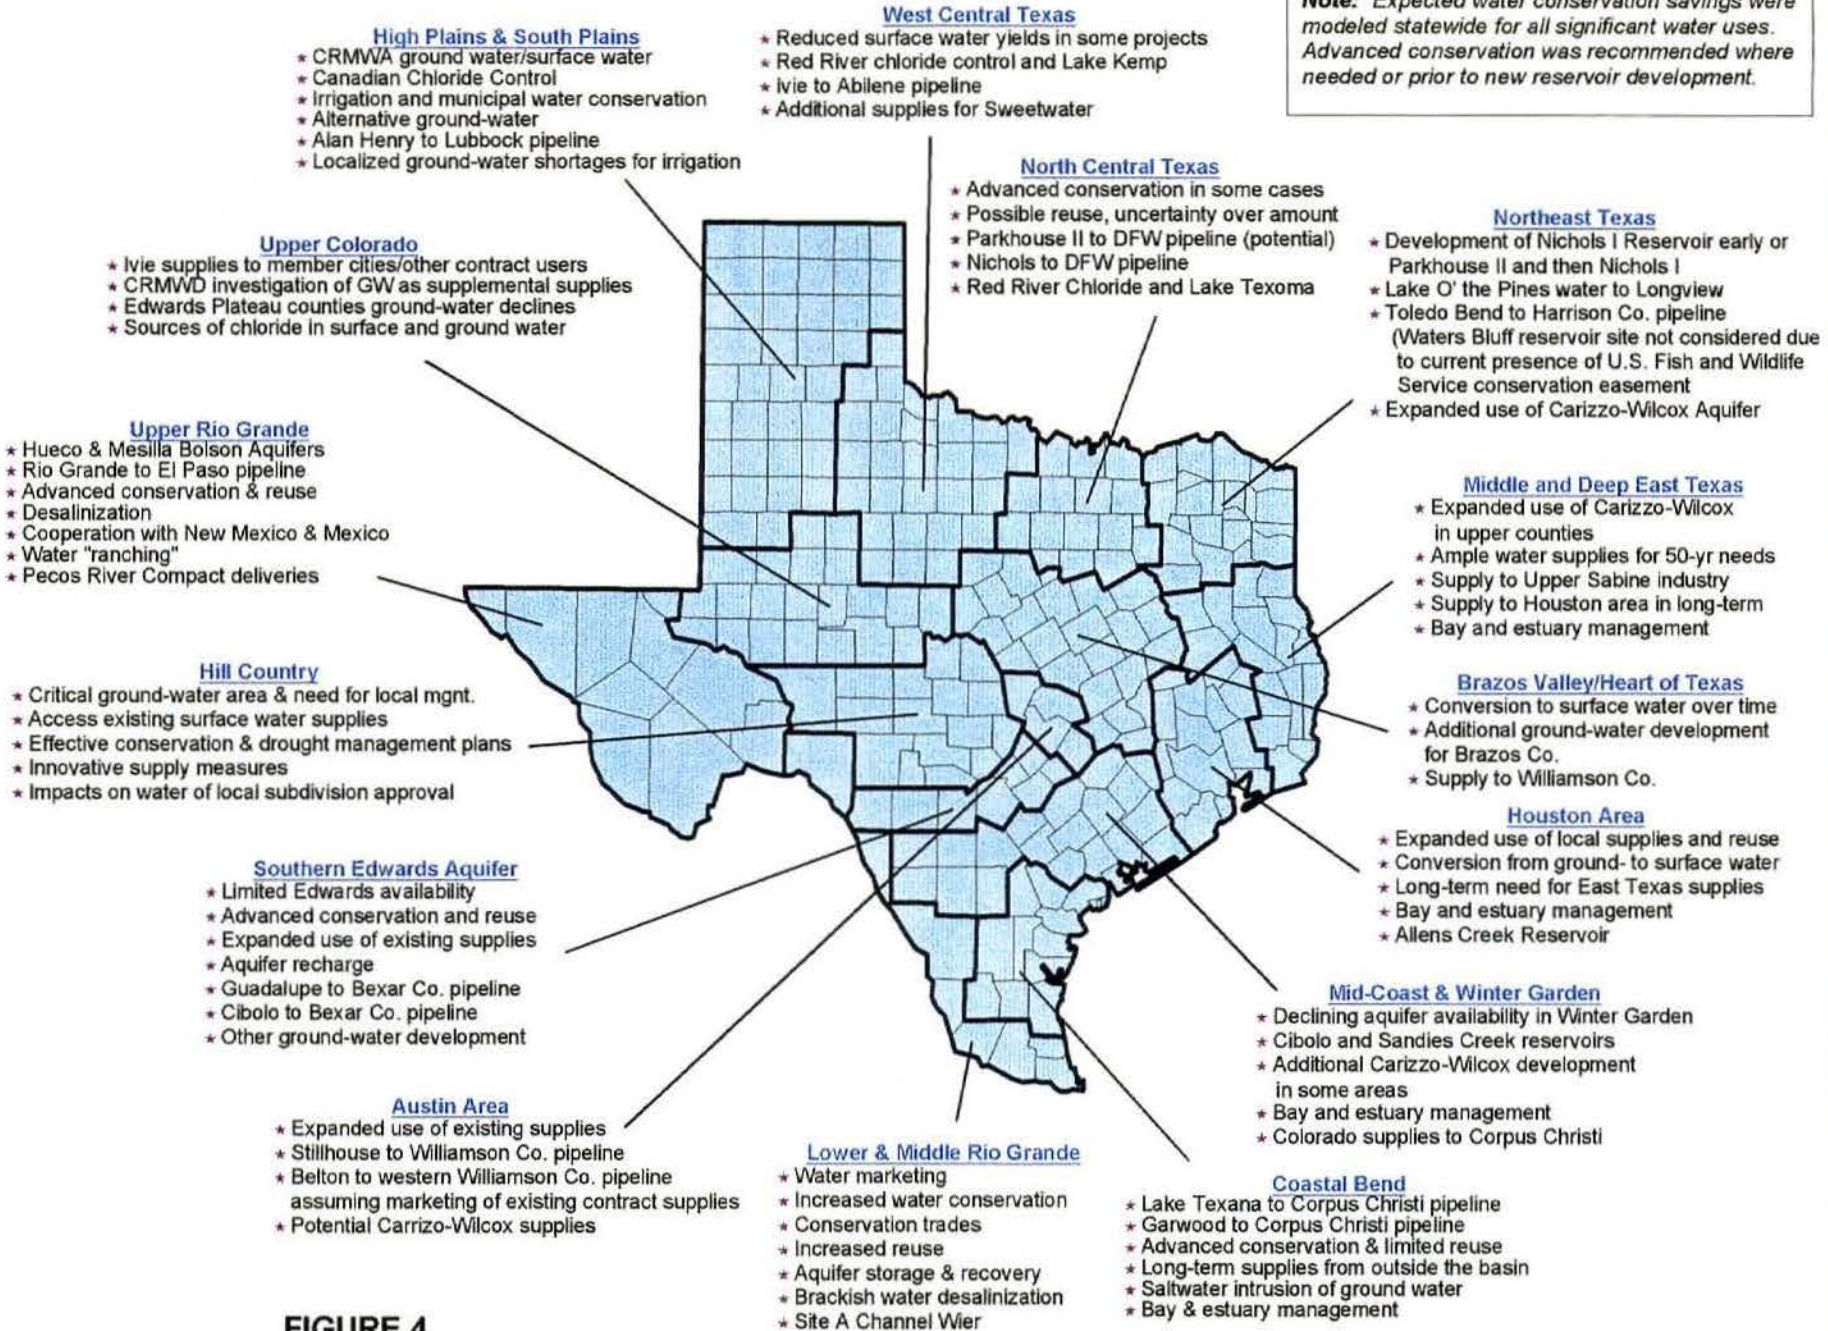 High Plains & South Plains
★ CRMWA ground water/surface water
★ Canadian Chloride Control
★ Irrigation and municipal water conservation
★ Alternative ground-water
★ Alan Henry to Lubbock pipeline
★ Localized ground-water shortages for irrigation
West Central Texas
★ Reduced surface water yields in some projects
★ Red River chloride control and Lake Kemp
★ Ivie to Abilene pipeline
★ Additional supplies for Sweetwater
Note: Expected water conservation savings were
modeled statewide for all significant water uses.
Advanced conservation was recommended where
needed or prior to new reservoir development.
North Central Texas
★ Advanced conservation in some cases
★ Possible reuse, uncertainty over amount
★ Parkhouse II to DFW pipeline (potential)
★ Nichols to DFW pipeline
★ Red River Chloride and Lake Texoma
Northeast Texas
★ Development of Nichols I Reservoir early or
Parkhouse II and then Nichols I
★ Lake O' the Pines water to Longview
★ Toledo Bend to Harrison Co. pipeline
(Waters Bluff reservoir site not considered due
to current presence of U.S. Fish and Wildlife
Service conservation easement
★ Expanded use of Carizzo-Wilcox Aquifer
Upper Colorado
★ Ivie supplies to member cities/other contract users
★ CRMWD investigation of GW as supplemental supplies
★ Edwards Plateau counties ground-water declines
★ Sources of chloride in surface and ground water
Upper Rio Grande
★ Hueco & Mesilla Bolson Aquifers
★ Rio Grande to El Paso pipeline
★ Advanced conservation & reuse
★ Desalinization
★ Cooperation with New Mexico & Mexico
★ Water "ranching"
★ Pecos River Compact deliveries
Middle and Deep East Texas
★ Expanded use of Carizzo-Wilcox
in upper counties
★ Ample water supplies for 50-yr needs
★ Supply to Upper Sabine industry
★ Supply to Houston area in long-term
★ Bay and estuary management
Hill Country
★ Critical ground-water area & need for local mgnt.
★ Access existing surface water supplies
★ Effective conservation & drought management plans
★ Innovative supply measures
★ Impacts on water of local subdivision approval
Brazos Valley/Heart of Texas
★ Conversion to surface water over time
★ Additional ground-water development
for Brazos Co.
★ Supply to Williamson Co.
Houston Area
★ Expanded use of local supplies and reuse
★ Conversion from ground- to surface water
★ Long-term need for East Texas supplies
★ Bay and estuary management
★ Allens Creek Reservoir
Southern Edwards Aquifer
★ Limited Edwards availability
★ Advanced conservation and reuse
★ Expanded use of existing supplies
★ Aquifer recharge
★ Guadalupe to Bexar Co. pipeline
★ Cibolo to Bexar Co. pipeline
★ Other ground-water development
Mid-Coast & Winter Garden
★ Declining aquifer availability in Winter Garden
★ Cibolo and Sandies Creek reservoirs
★ Additional Carizzo-Wilcox development
in some areas
★ Bay and estuary management
★ Colorado supplies to Corpus Christi
Austin Area
★ Expanded use of existing supplies
★ Stillhouse to Williamson Co. pipeline
★ Belton to western Williamson Co. pipeline
assuming marketing of existing contract supplies
★ Potential Carrizo-Wilcox supplies
Lower & Middle Rio Grande
★ Water marketing
★ Increased water conservation
★ Conservation trades
★ Increased reuse
★ Aquifer storage & recovery
★ Brackish water desalinization
★ Site A Channel Wier
Coastal Bend
★ Lake Texana to Corpus Christi pipeline
★ Garwood to Corpus Christi pipeline
★ Advanced conservation & limited reuse
★ Long-term supplies from outside the basin
★ Saltwater intrusion of ground water
★ Bay & estuary management
FIGURE 4